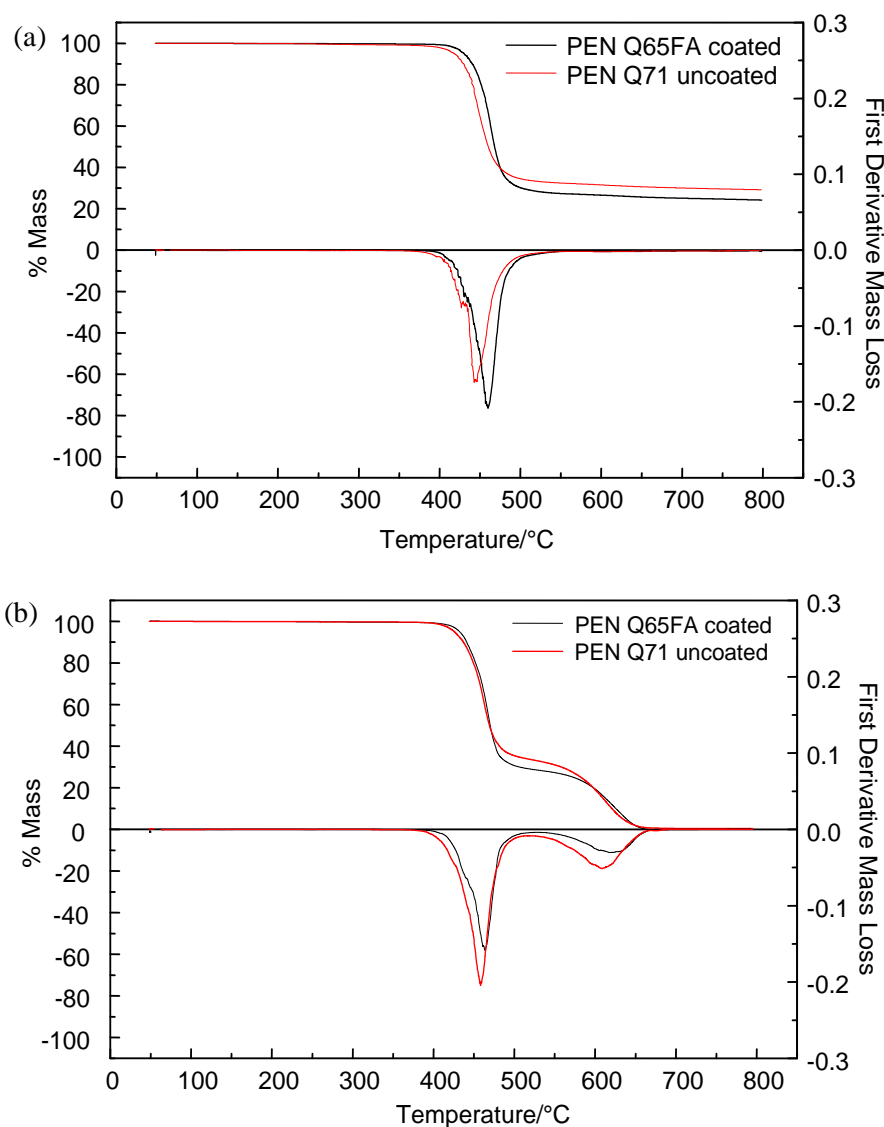 (a)
PEN Q65FA coated
PEN Q71 uncoated
% Mass
100
80
60
40
20
0
-20
-40
-60
-80
-100
0.3
0.2
0.1
0.0
-0.1
-0.2
-0.3
First Derivative Mass Loss
0 100 200 300 400 500 600 700 800
Temperature/°C
(b)
PEN Q65FA coated
PEN Q71 uncoated
% Mass
100
80
60
40
20
0
-20
-40
-60
-80
-100
0.3
0.2
0.1
0.0
-0.1
-0.2
-0.3
First Derivative Mass Loss
0 100 200 300 400 500 600 700 800
Temperature/°C